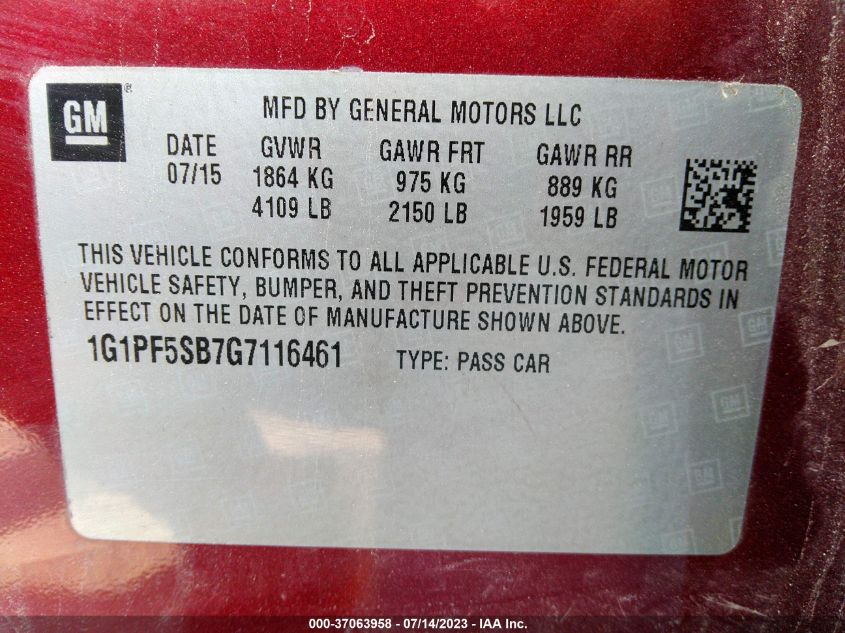 GM ®
MFD BY GENERAL MOTORS LLC
DATE GVWR GAWR FRT GAWR RR
07/15 1864 KG 975 KG 889 KG
4109 LB 2150 LB 1959 LB
THIS VEHICLE CONFORMS TO ALL APPLICABLE U.S. FEDERAL MOTOR
VEHICLE SAFETY, BUMPER, AND THEFT PREVENTION STANDARDS IN
EFFECT ON THE DATE OF MANUFACTURE SHOWN ABOVE.
1G1PF5SB7G7116461 TYPE: PASS CAR
000-37063958 - 07/14/2023 - IAA Inc.